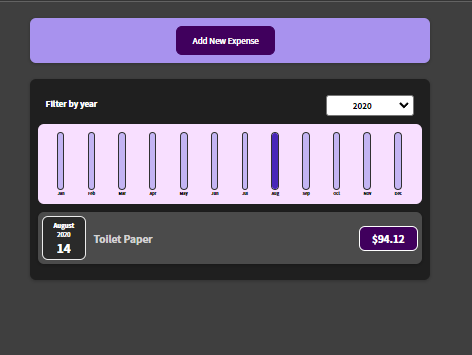 Add New Expense
Filter by year
2020
Jan Feb Mar Apr May Jun Jul Aug Sep Oct Nov Dec
August
2020
14
Toilet Paper
$94.12